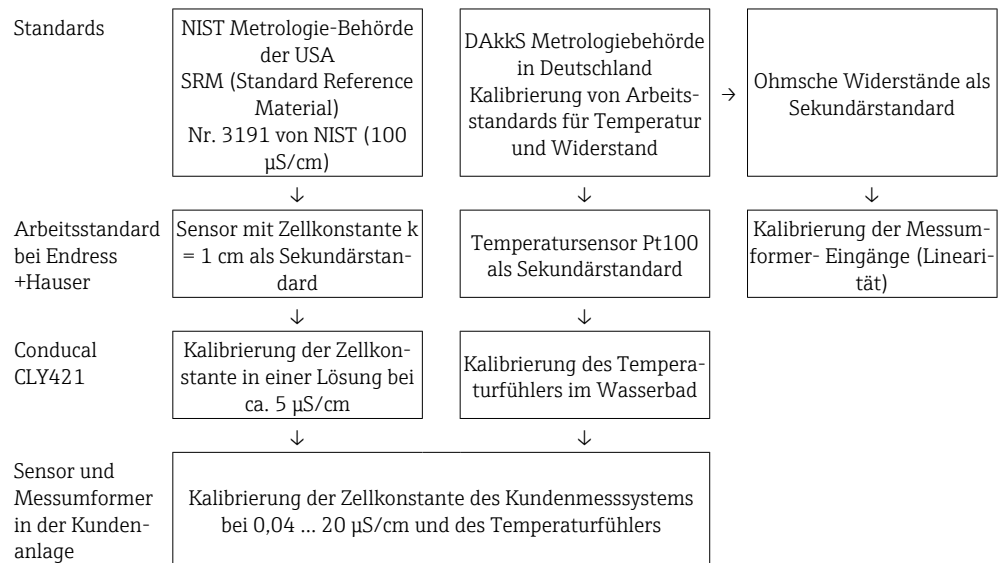 Standards
NIST Metrologie-Behörde
der USA
SRM (Standard Reference
Material)
Nr. 3191 von NIST (100
µS/cm)
DAkkS Metrologiebehörde
in Deutschland
Kalibrierung von Arbeits-
standards für Temperatur
und Widerstand
→
Ohmsche Widerstände als
Sekundärstandard
↓
↓
↓
Arbeitsstandard
bei Endress
+Hauser
Sensor mit Zellkonstante k
= 1 cm als Sekundärstan-
dard
Temperatursensor Pt100
als Sekundärstandard
Kalibrierung der Messum-
former- Eingänge (Lineari-
tät)
↓
↓
Conducal
CLY421
Kalibrierung der Zellkon-
stante in einer Lösung bei
ca. 5 µS/cm
Kalibrierung des Tempera-
turfühlers im Wasserbad
↓
↓
Sensor und
Messumformer
in der Kunden-
anlage
Kalibrierung der Zellkonstante des Kundenmesssystems
bei 0,04 ... 20 µS/cm und des Temperaturfühlers